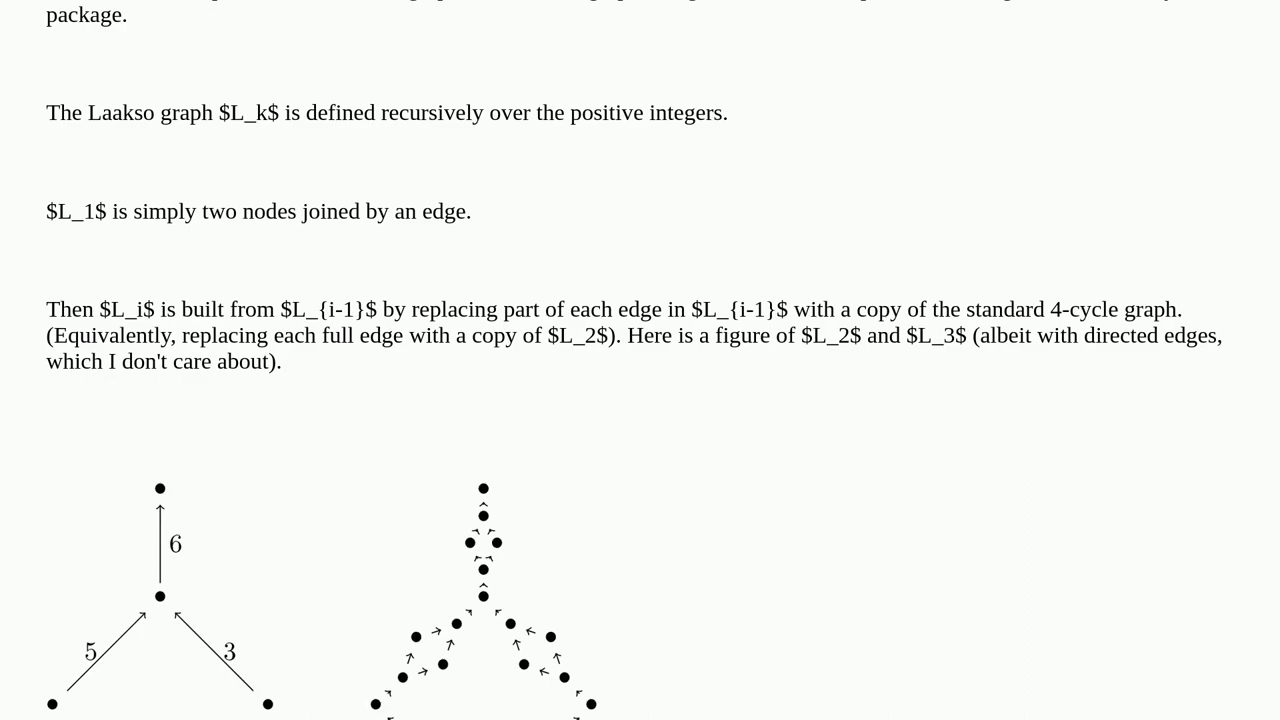 package.
The Laakso graph $L_k$ is defined recursively over the positive integers.
$L_1$ is simply two nodes joined by an edge.
Then $L_i$ is built from $L_{i-1}$ by replacing part of each edge in $L_{i-1}$ with a copy of the standard 4-cycle graph.
(Equivalently, replacing each full edge with a copy of $L_2$). Here is a figure of $L_2$ and $L_3$ (albeit with directed edges,
which I don't care about).
6
5 3